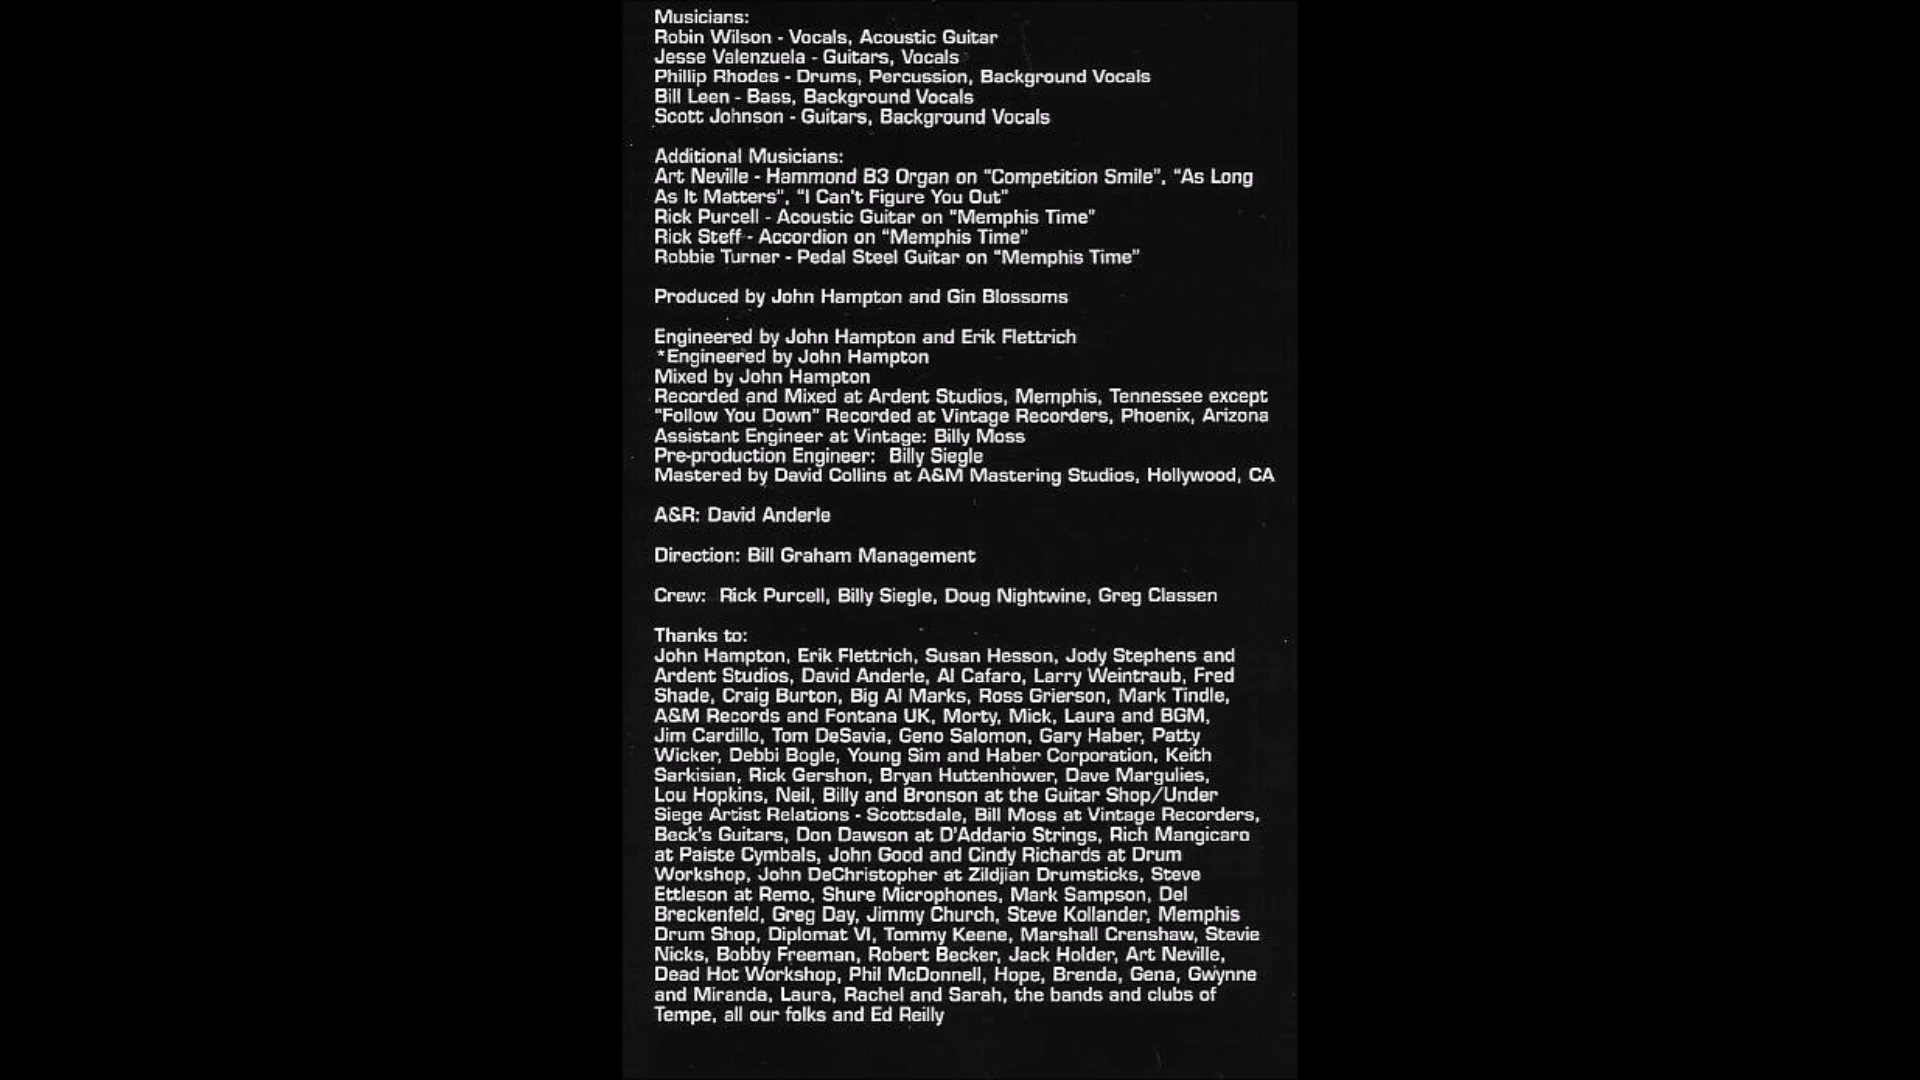 Musicians:
Robin Wilson - Vocals, Acoustic Guitar
Jesse Valenzuela - Guitars, Vocals
Phillip Rhodes - Drums, Percussion, Background Vocals
Bill Leen - Bass, Background Vocals
Scott Johnson - Guitars, Background Vocals
Additional Musicians:
Art Neville - Hammond B3 Organ on "Competition Smile", "As Long
As It Matters", "I Can't Figure You Out"
Rick Purcell - Acoustic Guitar on "Memphis Time"
Rick Steff - Accordion on "Memphis Time"
Robbie Turner - Pedal Steel Guitar on "Memphis Time"
Produced by John Hampton and Gin Blossoms
Engineered by John Hampton and Erik Flettrich
*Engineered by John Hampton
Mixed by John Hampton
Recorded and Mixed at Ardent Studios, Memphis, Tennessee except
"Follow You Down" Recorded at Vintage Recorders, Phoenix, Arizona
Assistant Engineer at Vintage: Billy Moss
Pre-production Engineer: Billy Siegle
Mastered by David Collins at A&M Mastering Studios, Hollywood, CA
A&R: David Anderle
Direction: Bill Graham Management
Crew: Rick Purcell, Billy Siegle, Doug Nightwine, Greg Classen
Thanks to:
John Hampton, Erik Flettrich, Susan Hesson, Jody Stephens and
Ardent Studios, David Anderle, Al Cafaro, Larry Weintraub, Fred
Shade, Craig Burton, Big Al Marks, Ross Grierson, Mark Tindle,
A&M Records and Fontana UK, Morty, Mick, Laura and BGM,
Jim Cardillo, Tom DeSavia, Geno Salomon, Gary Haber, Patty
Wicker, Debbi Bogle, Young Sim and Haber Corporation, Keith
Sarkisian, Rick Gershon, Bryan Huttenhower, Dave Margulies,
Lou Hopkins, Neil, Billy and Bronson at the Guitar Shop/Under
Siege Artist Relations - Scottsdale, Bill Moss at Vintage Recorders,
Beck's Guitars, Don Dawson at D'Addario Strings, Rich Mangicaro
at Paiste Cymbals, John Good and Cindy Richards at Drum
Workshop, John DeChristopher at Zildjian Drumsticks, Steve
Ettleson at Remo, Shure Microphones, Mark Sampson, Del
Breckenfeld, Greg Day, Jimmy Church, Steve Kollander, Memphis
Drum Shop, Diplomat VI, Tommy Keene, Marshall Crenshaw, Stevie
Nicks, Bobby Freeman, Robert Becker, Jack Holder, Art Neville,
Dead Hot Workshop, Phil McDonnell, Hope, Brenda, Gena, Gwynne
and Miranda, Laura, Rachel and Sarah, the bands and clubs of
Tempe, all our folks and Ed Reilly